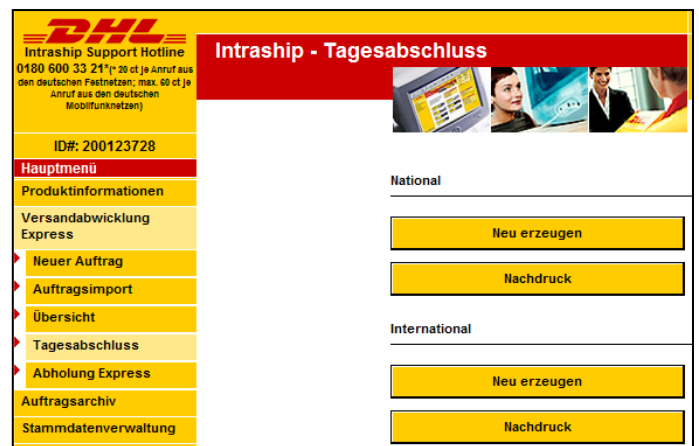 DHL
Intraship Support Hotline
0180 600 33 21*(* 20 ct je Anruf aus
den deutschen Festnetzen; max. 60 ct je
Anruf aus den deutschen
Mobilfunknetzen)
ID#: 200123728
Hauptmenü
Produktinformationen
Versandabwicklung
Express
Neuer Auftrag
Auftragsimport
Übersicht
Tagesabschluss
Abholung Express
Auftragsarchiv
Stammdatenverwaltung
Intraship - Tagesabschluss
National
Neu erzeugen
Nachdruck
International
Neu erzeugen
Nachdruck